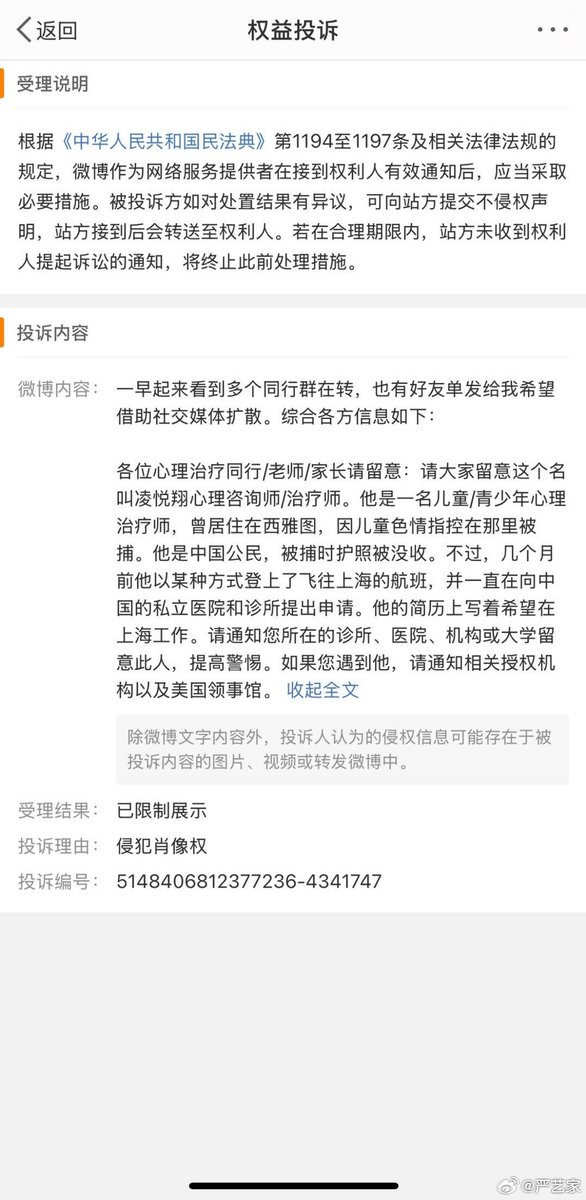 返回
权益投诉
受理说明
根据《中华人民共和国民法典》第1194至1197条及相关法律法规的
规定，微博作为网络服务提供者在接到权利人有效通知后，应当采取
必要措施。被投诉方如对处置结果有异议，可向站方提交不侵权声
明，站方接到后会转送至权利人。若在合理期限内，站方未收到权利
人提起诉讼的通知，将终止此前处理措施。
投诉内容
微博内容：
一早起来看到多个同行群在转，也有好友单发给我希望
借助社交媒体扩散。综合各方信息如下：
各位心理治疗同行/老师/家长请留意：请大家留意这个名
叫凌悦翔心理咨询师/治疗师。他是一名儿童/青少年心理
治疗师，曾居住在西雅图，因儿童色情指控在那里被
捕。他是中国公民，被捕时护照被没收。不过，几个月
前他以某种方式登上了飞往上海的航班，并一直在向中
国的私立医院和诊所提出申请。他的简历上写着希望在
上海工作。请通知您所在的诊所、医院、机构或大学留
意此人，提高警惕。如果您遇到他，请通知相关授权机
构以及美国领事馆。 收起全文
除微博文字内容外，投诉人认为的侵权信息可能存在于被
投诉内容的图片、视频或转发微博中。
受理结果：已限制展示
投诉理由：侵犯肖像权
投诉编号：5148406812377236-4341747
@严艺家